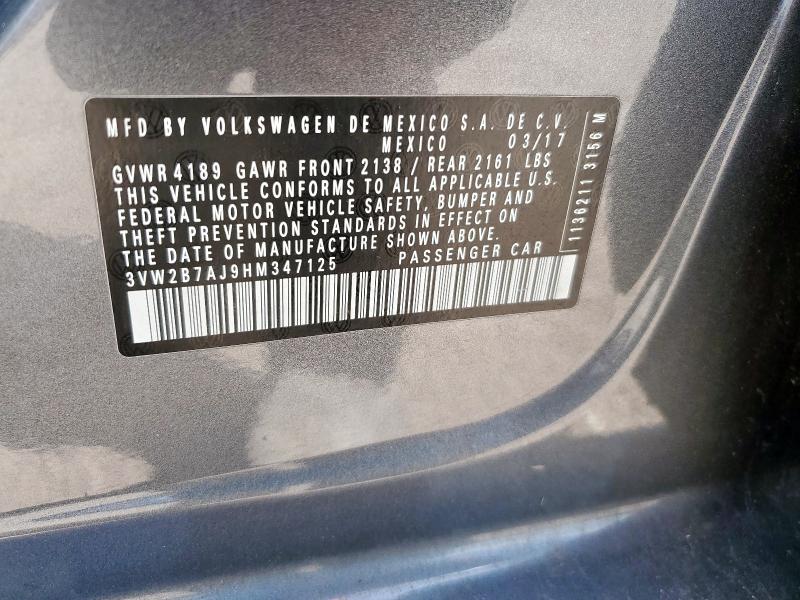 MFD BY VOLKSWAGEN DE MEXICO S.A. DE C.V.
MEXICO 03/17
GVWR 4189 GAWR FRONT 2138 / REAR 2161 LBS
THIS VEHICLE CONFORMS TO ALL APPLICABLE U.S.
FEDERAL MOTOR VEHICLE SAFETY, BUMPER AND
THEFT PREVENTION STANDARDS IN EFFECT ON
THE DATE OF MANUFACTURE SHOWN ABOVE.
3VW2B7AJ9HM347125 PASSENGER CAR
1136211 3156 M